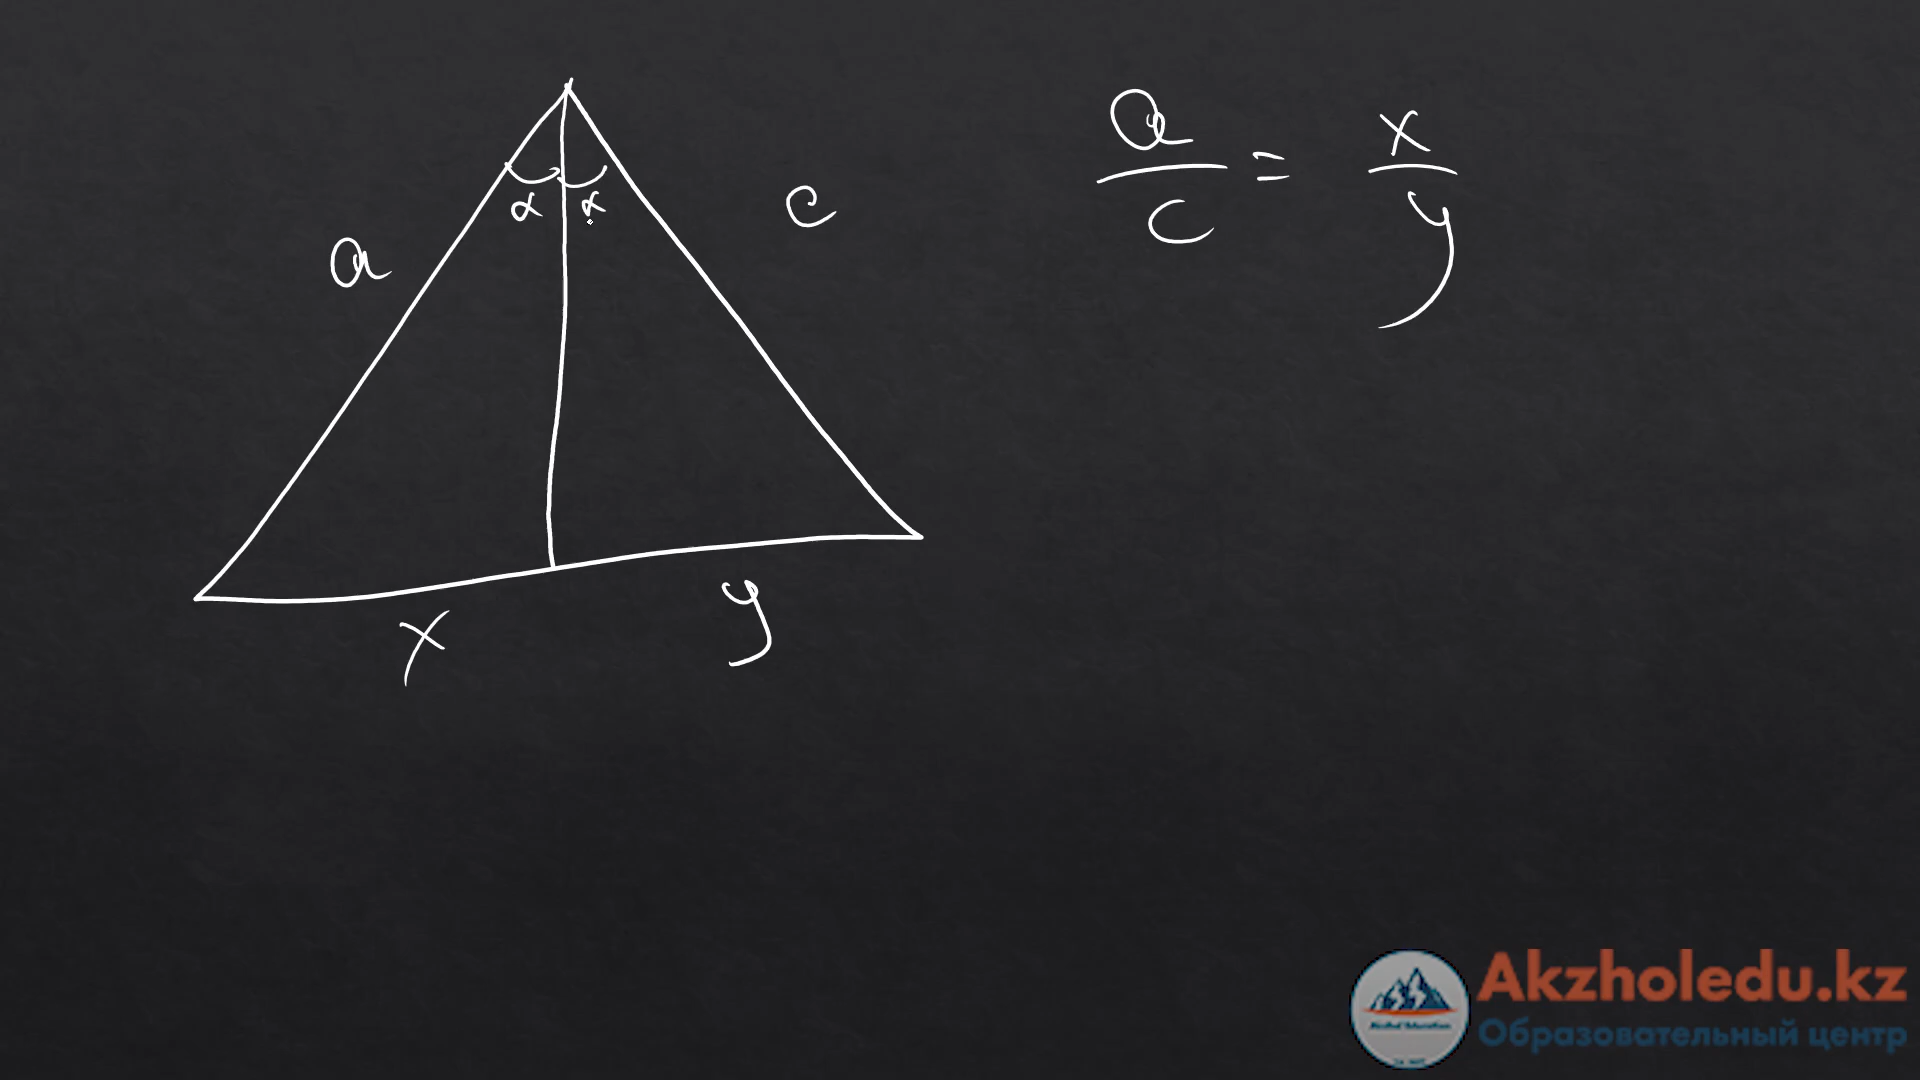 α α
a
c
x
y
a/c = x/y
Akzholedu.kz
Образовательный центр